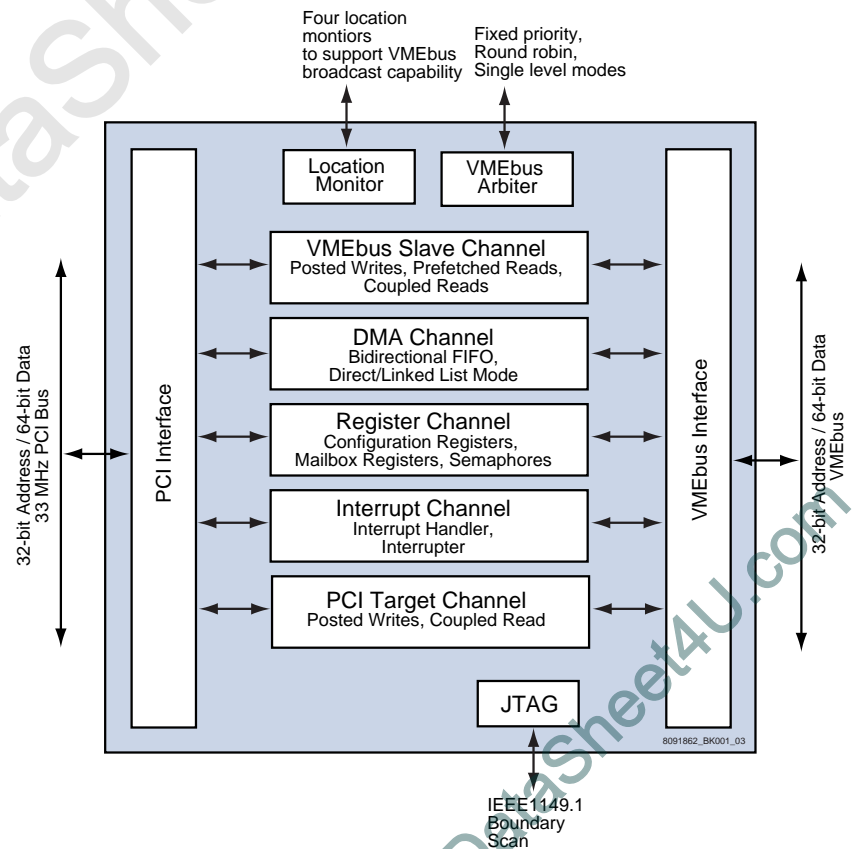 Four location
montiors
to support VMEbus
broadcast capability
Fixed priority,
Round robin,
Single level modes
Location
Monitor
VMEbus
Arbiter
VMEbus Slave Channel
Posted Writes, Prefetched Reads,
Coupled Reads
DMA Channel
Bidirectional FIFO,
Direct/Linked List Mode
Register Channel
Configuration Registers,
Mailbox Registers, Semaphores
Interrupt Channel
Interrupt Handler,
Interrupter
PCI Target Channel
Posted Writes, Coupled Read
32-bit Address / 64-bit Data
33 MHz PCI Bus
PCI Interface
VMEbus Interface
32-bit Address / 64-bit Data
VMEbus
JTAG
8091862_BK001_03
IEEE1149.1
Boundary
Scan
DataSheet4U.com
taSh